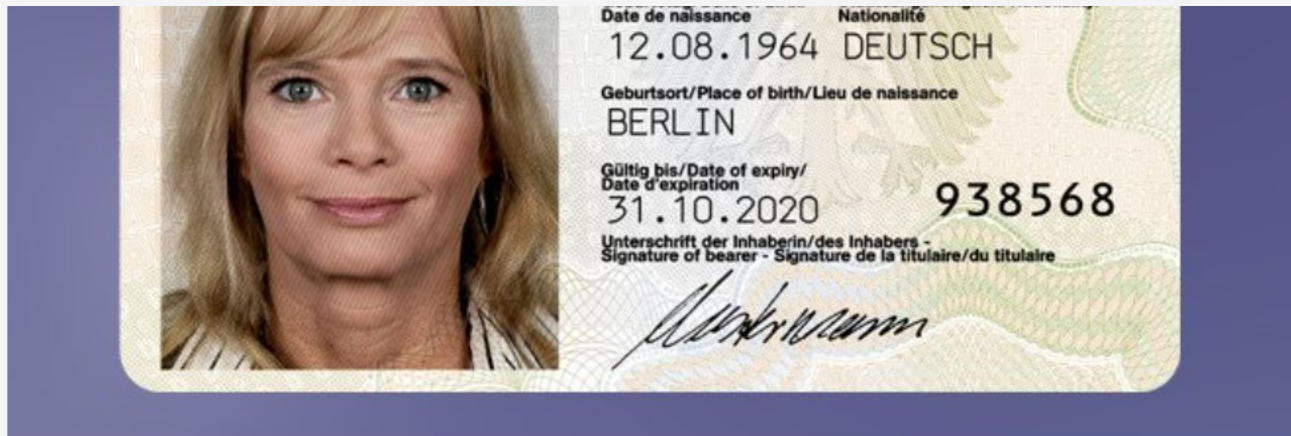 Date de naissance Nationalité
12.08.1964 DEUTSCH
Geburtsort/Place of birth/Lieu de naissance
BERLIN
Gültig bis/Date of expiry/
Date d'expiration
31.10.2020 938568
Unterschrift der Inhaberin/des Inhabers -
Signature of bearer - Signature de la titulaire/du titulaire
Mustermann